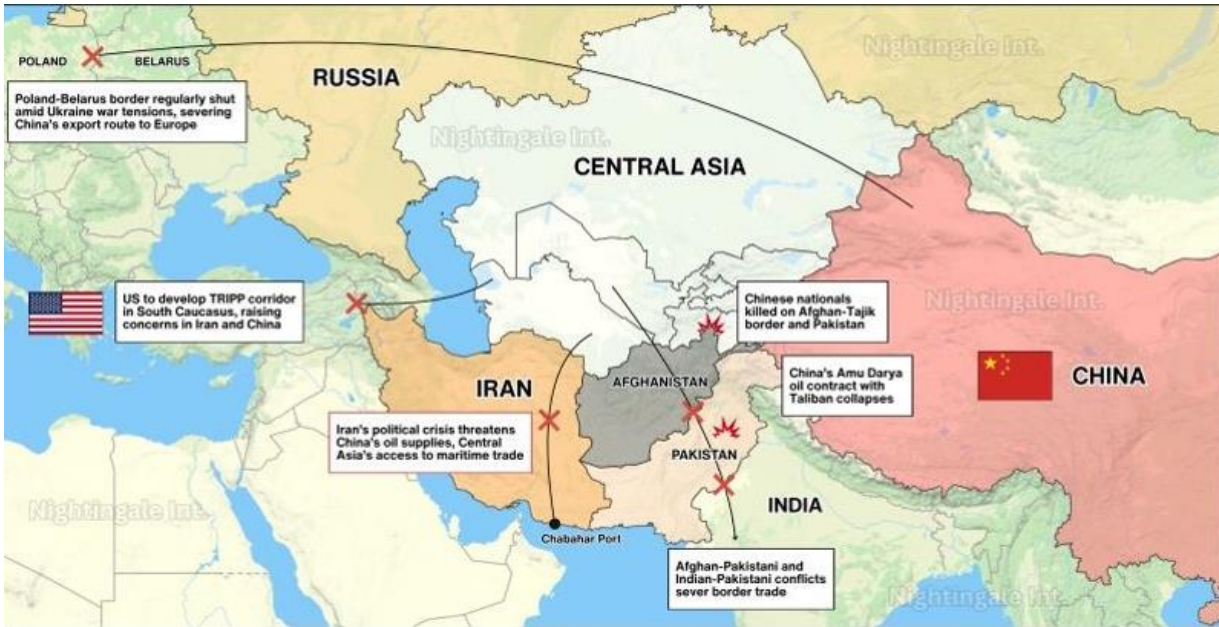 Nightingale Int.
POLAND
BELARUS
RUSSIA
Poland-Belarus border regularly shut
amid Ukraine war tensions, severing
China's export route to Europe
Nightingale Int.
CENTRAL ASIA
US to develop TRIPP corridor
in South Caucasus, raising
concerns in Iran and China
Chinese nationals
killed on Afghan-Tajik
border and Pakistan
Nightingale Int.
IRAN
AFGHANISTAN
China's Amu Darya
oil contract with
Taliban collapses
CHINA
Iran's political crisis threatens
China's oil supplies, Central
Asia's access to maritime trade
PAKISTAN
INDIA
Nightingale Int.
Chabahar Port
Afghan-Pakistani and
Indian-Pakistani conflicts
sever border trade
Nightingale Int.